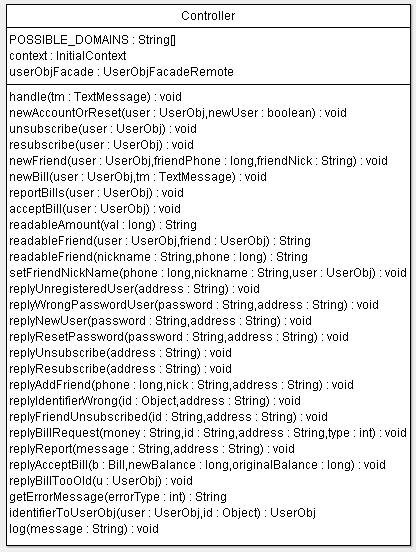 Controller
POSSIBLE_DOMAINS : String[]
context : InitialContext
userObjFacade : UserObjFacadeRemote
handle(tm : TextMessage) : void
newAccountOrReset(user : UserObj,newUser : boolean) : void
unsubscribe(user : UserObj) : void
resubscribe(user : UserObj) : void
newFriend(user : UserObj,friendPhone : long,friendNick : String) : void
newBill(user : UserObj,tm : TextMessage) : void
reportBills(user : UserObj) : void
acceptBill(user : UserObj) : void
readableAmount(val : long) : String
readableFriend(user : UserObj,friend : UserObj) : String
readableFriend(nickname : String,phone : long) : String
setFriendNickName(phone : long,nickname : String,user : UserObj) : void
replyUnregisteredUser(address : String) : void
replyWrongPasswordUser(password : String,address : String) : void
replyNewUser(password : String,address : String) : void
replyResetPassword(password : String,address : String) : void
replyUnsubscribe(address : String) : void
replyResubscribe(address : String) : void
replyAddFriend(phone : long,nick : String,address : String) : void
replyIdentifierWrong(id : Object,address : String) : void
replyFriendUnsubscribed(id : String,address : String) : void
replyBillRequest(money : String,id : String,address : String,type : int) : void
replyReport(message : String,address : String) : void
replyAcceptBill(b : Bill,newBalance : long,originalBalance : long) : void
replyBillTooOld(u : UserObj) : void
getErrorMessage(errorType : int) : String
identifierToUserObj(user : UserObj,id : Object) : UserObj
log(message : String) : void